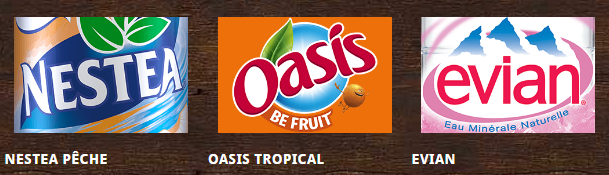 NESTEA
Oasis
BE FRUIT
evian
Eau Minérale Naturelle
NESTEA PÊCHE
OASIS TROPICAL
EVIAN